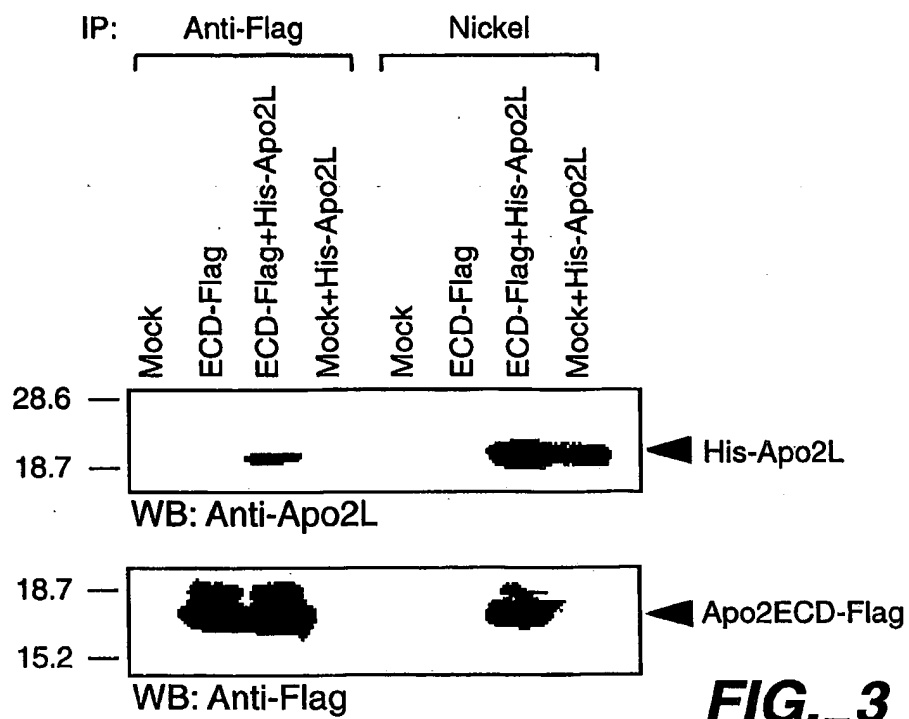 IP: Anti-Flag Nickel
Mock
ECD-Flag
ECD-Flag+His-Apo2L
Mock+His-Apo2L
Mock
ECD-Flag
ECD-Flag+His-Apo2L
Mock+His-Apo2L
28.6
18.7
His-Apo2L
WB: Anti-Apo2L
18.7
15.2
Apo2ECD-Flag
WB: Anti-Flag
FIG._3